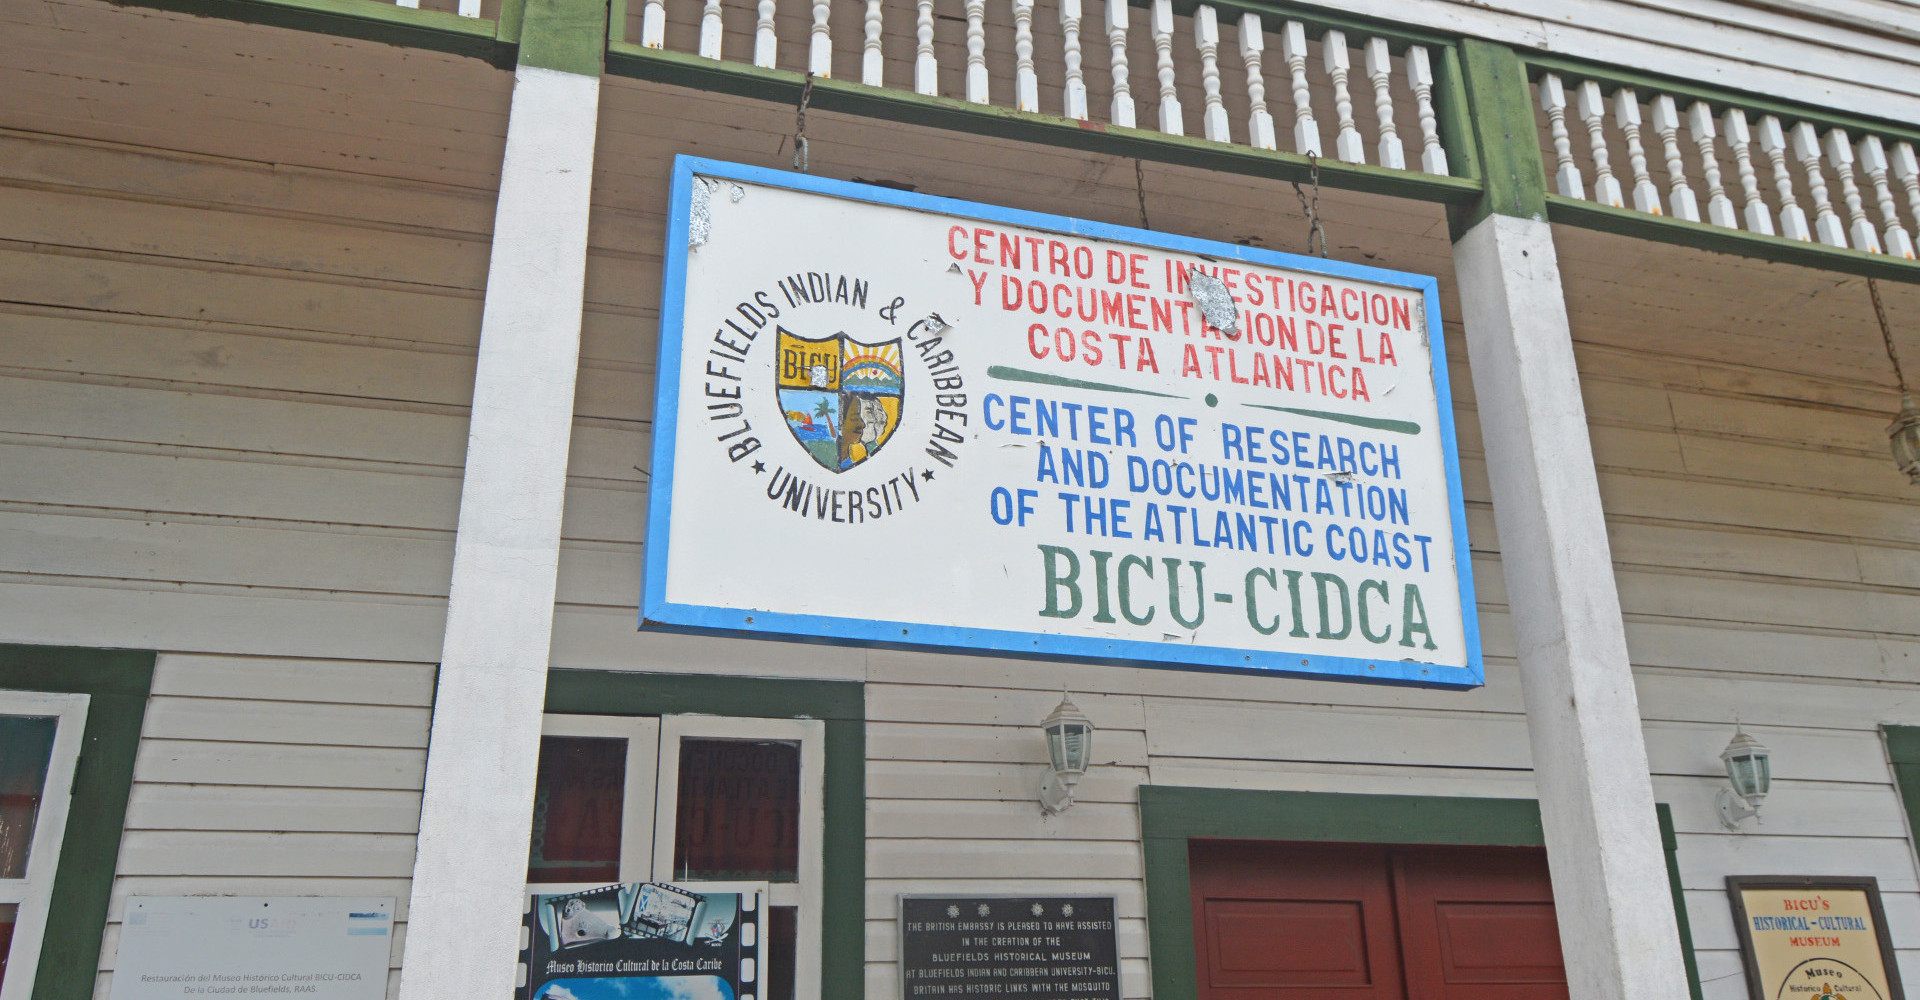 BLUEFIELDS INDIAN & CARIBBEAN
★ UNIVERSITY ★
BICU
CENTRO DE INVESTIGACION
Y DOCUMENTACION DE LA
COSTA ATLANTICA
CENTER OF RESEARCH
AND DOCUMENTATION
OF THE ATLANTIC COAST
BICU-CIDCA
USAID
Restauración del Museo Histórico Cultural BICU-CIDCA
De la Ciudad de Bluefields, RAAS.
Museo Historico Cultural de la Costa Caribe
THE BRITISH EMBASSY IS PLEASED TO HAVE ASSISTED
IN THE CREATION OF THE
BLUEFIELDS HISTORICAL MUSEUM
AT BLUEFIELDS INDIAN AND CARIBBEAN UNIVERSITY-BICU.
BRITAIN HAS HISTORIC LINKS WITH THE MOSQUITO
BICU'S
HISTORICAL-CULTURAL
MUSEUM
Museo
Historico Cultural